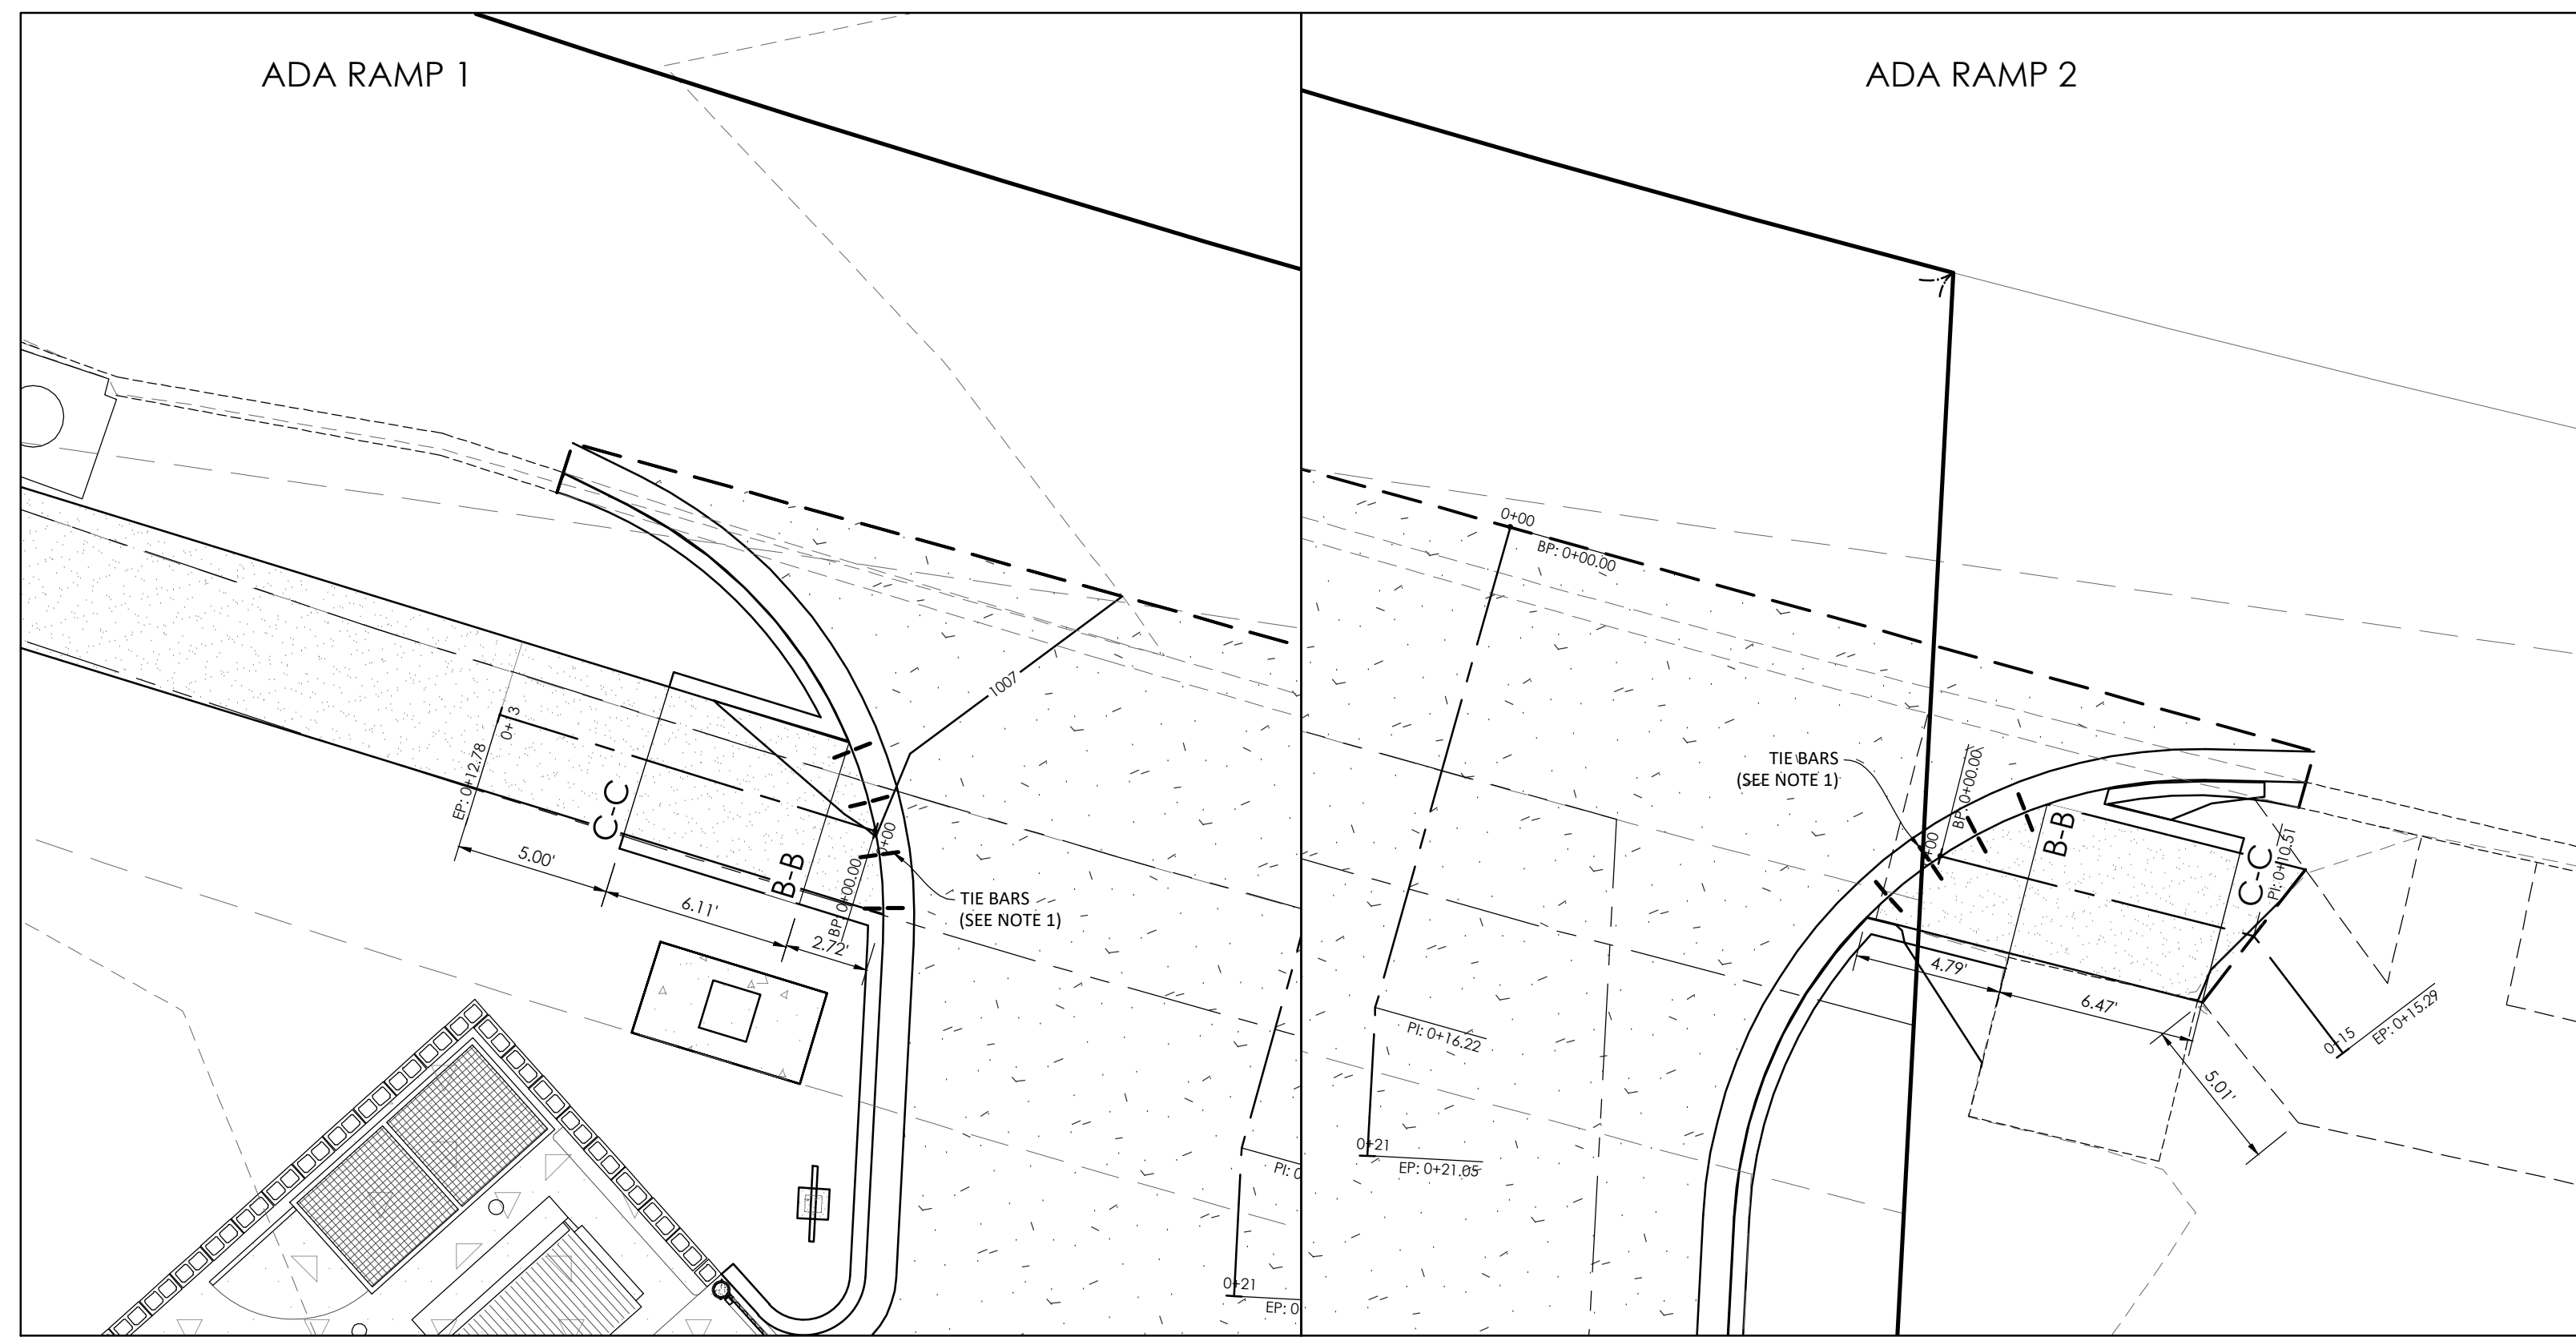 ADA RAMP 1
1007
0+13
EP: 0+12.78
C-C
5.00'
B-B
6.11'
2.72'
0+00
BP: 0+00.00
TIE BARS
(SEE NOTE 1)
0+21
ADA RAMP 2
0+00
BP: 0+00.00
TIE BARS
(SEE NOTE 1)
BP: 0+00.00
B-B
C-C
PI: 0+10.51
4.79'
6.47'
5.01'
0+15
EP: 0+15.29
PI: 0+16.22
0+21
EP: 0+21.05